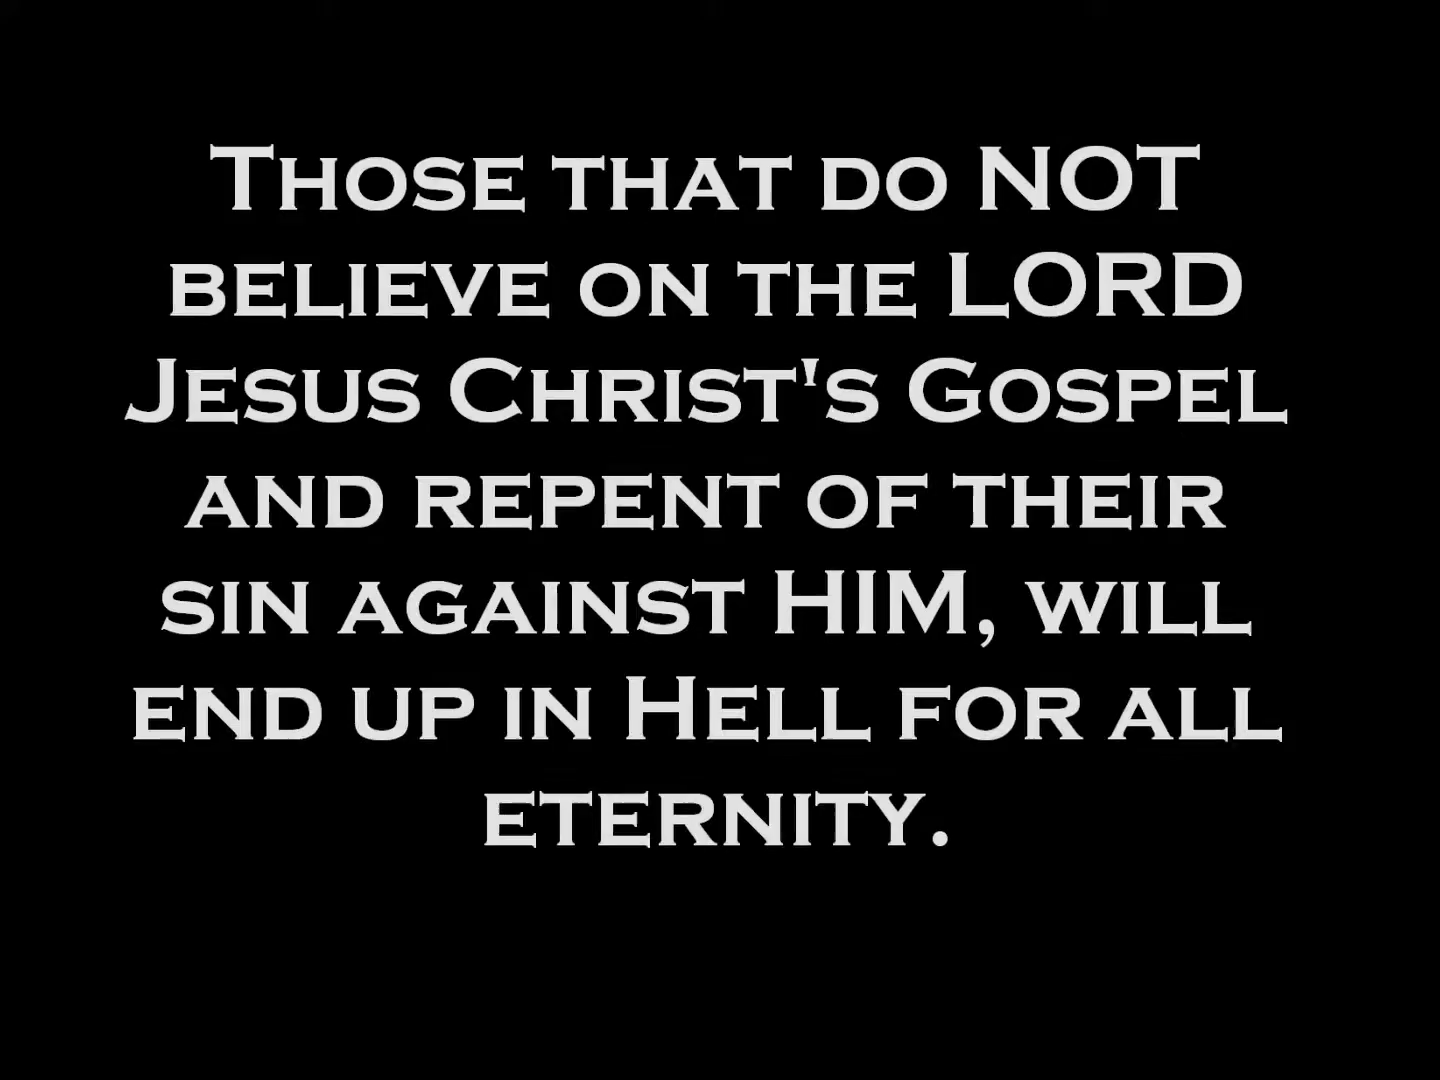 Those that do NOT
believe on the LORD
Jesus Christ's Gospel
and repent of their
sin against HIM, will
end up in Hell for all
eternity.